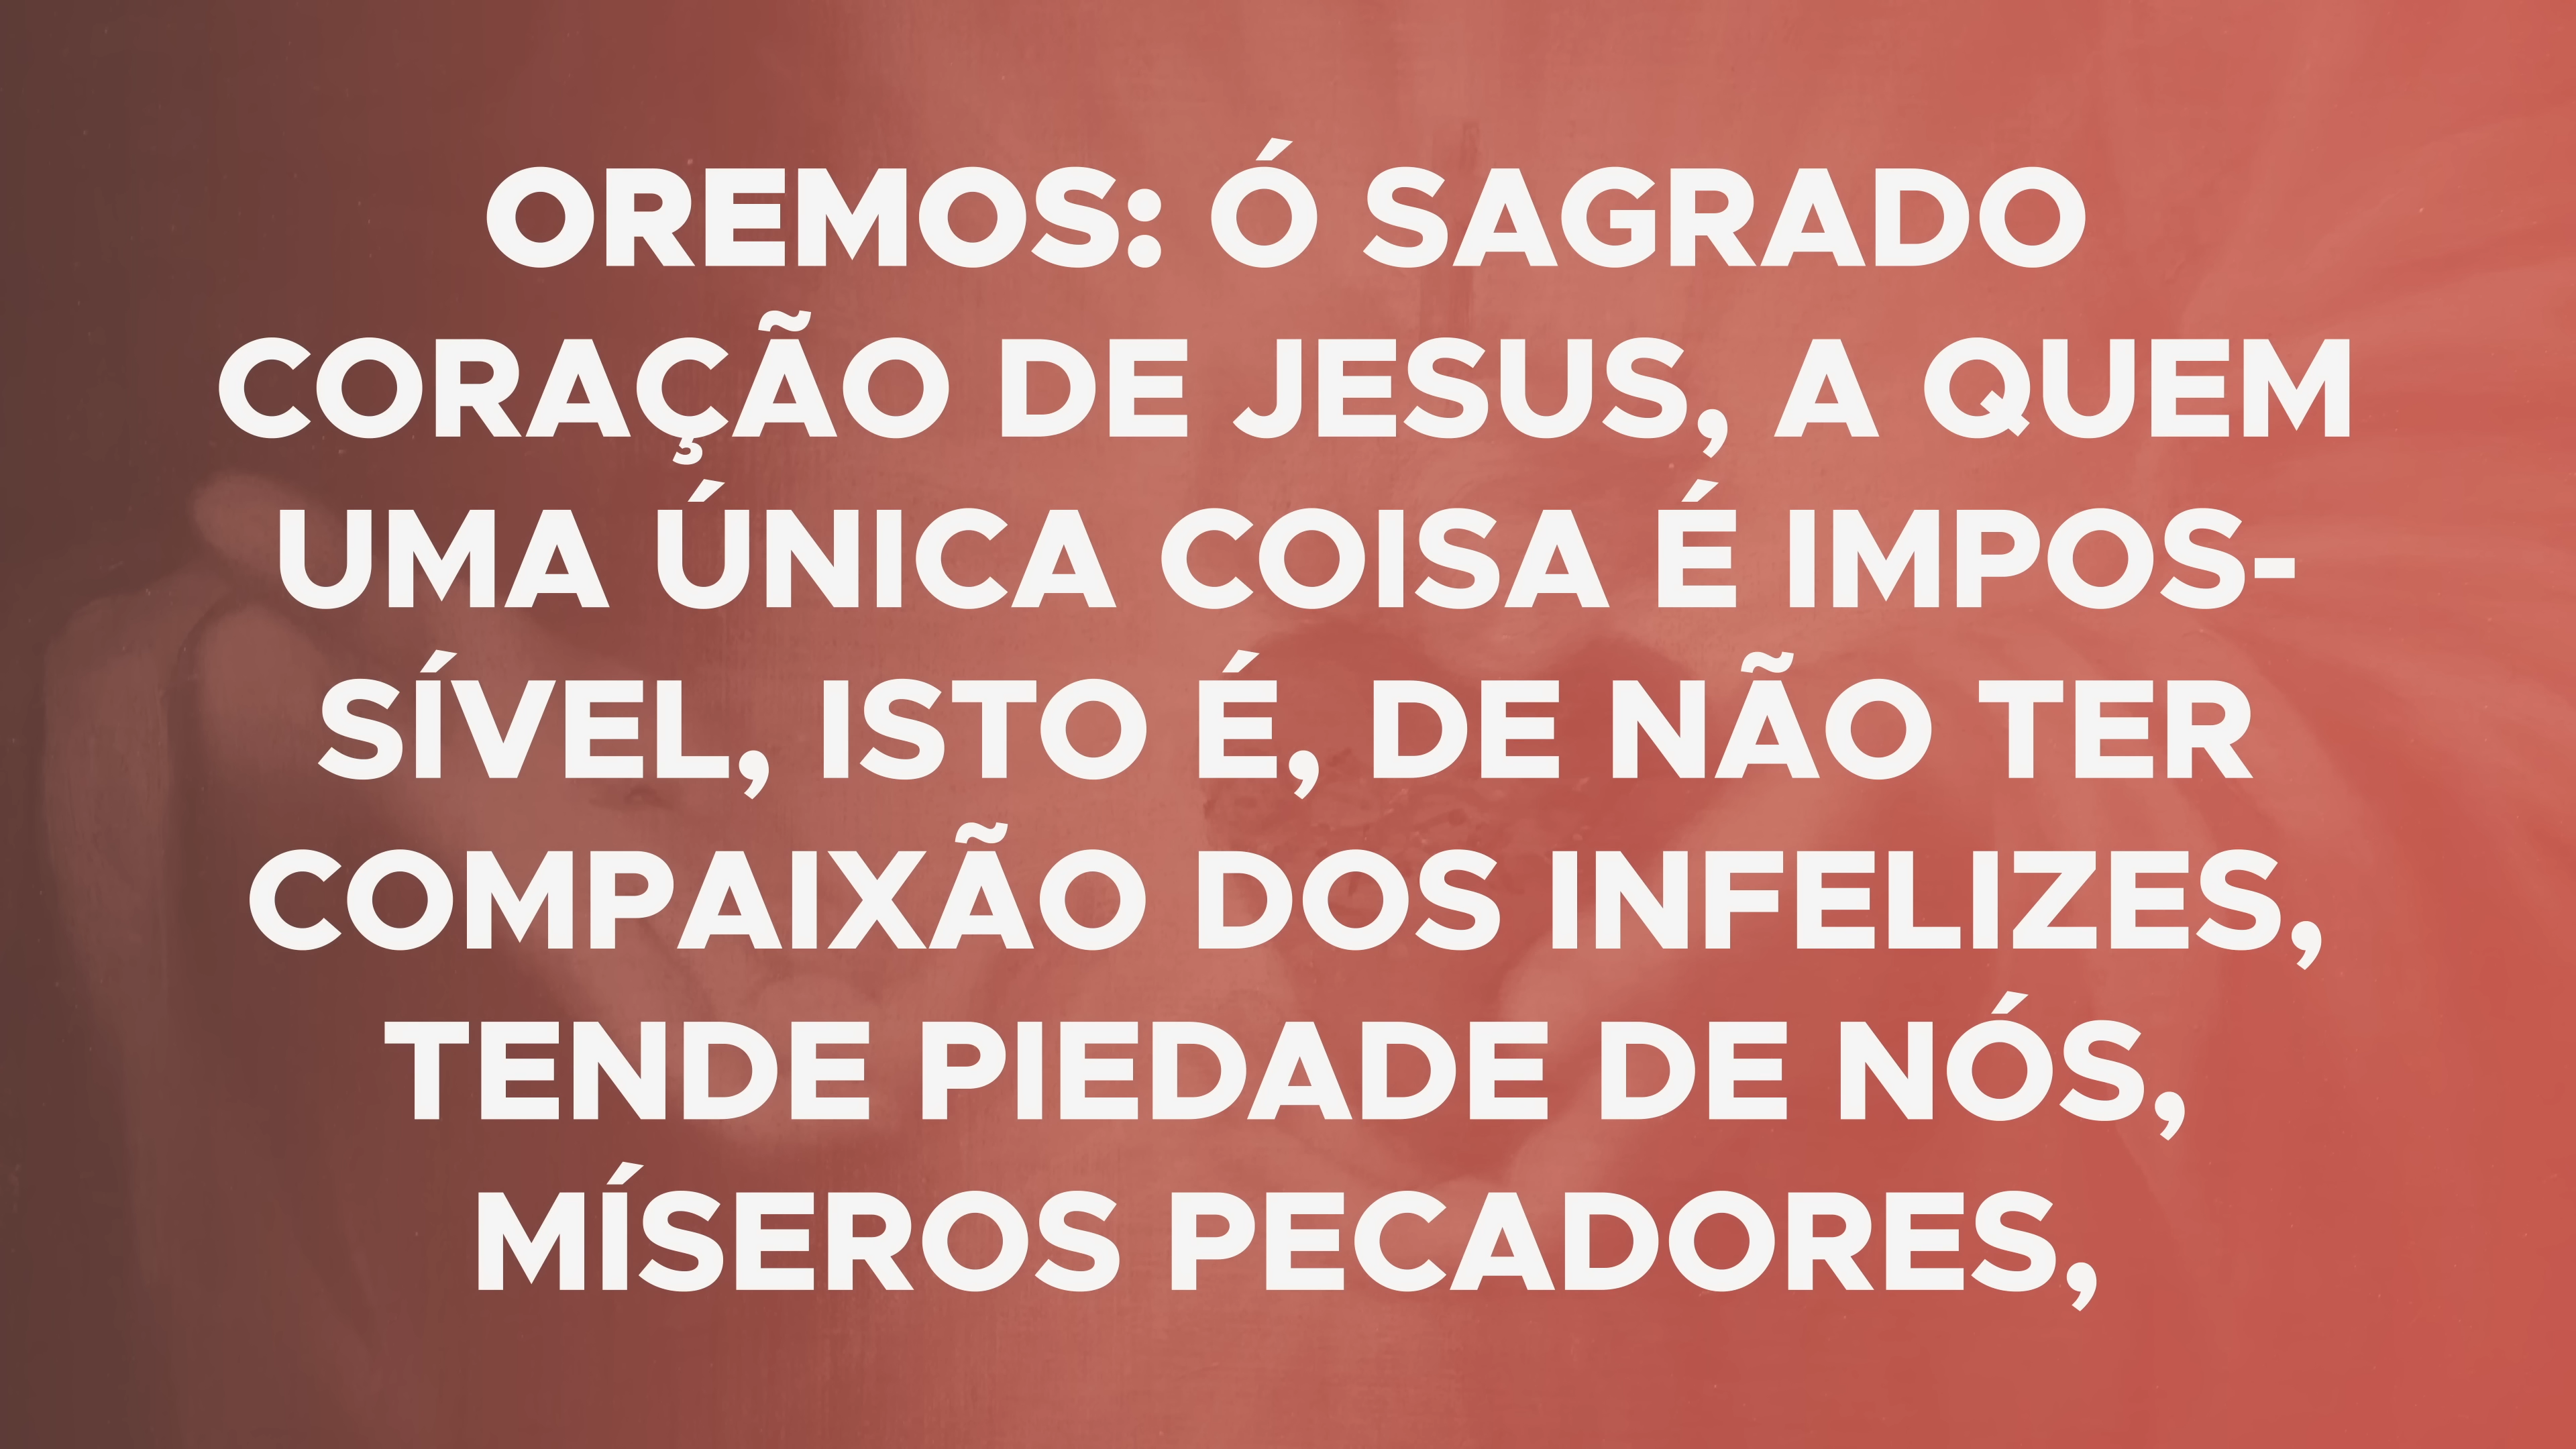 OREMOS: Ó SAGRADO
CORAÇÃO DE JESUS, A QUEM
UMA ÚNICA COISA É IMPOS-
SÍVEL, ISTO É, DE NÃO TER
COMPAIXÃO DOS INFELIZES,
TENDE PIEDADE DE NÓS,
MÍSEROS PECADORES,